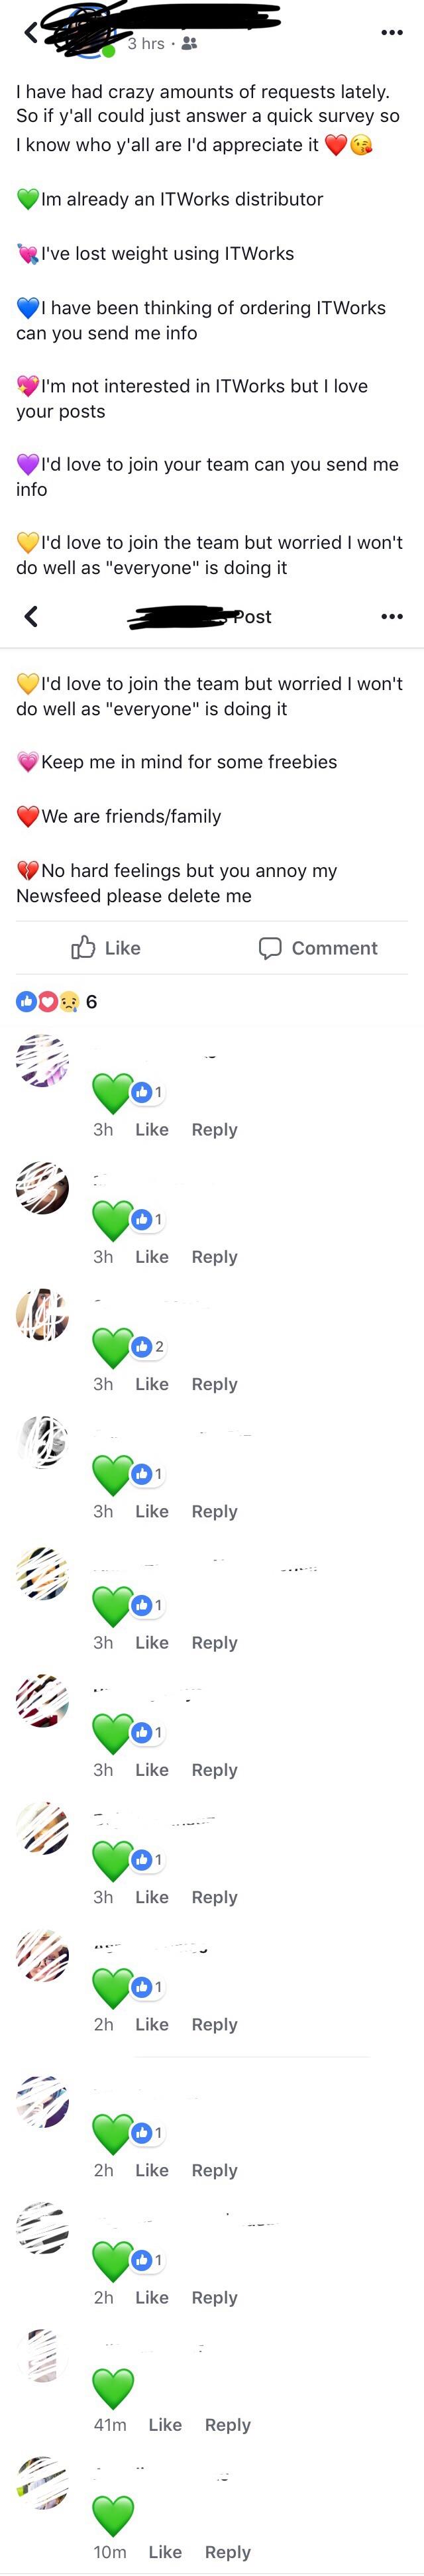 3 hrs ·
I have had crazy amounts of requests lately.
So if y'all could just answer a quick survey so
I know who y'all are I'd appreciate it ❤️😘
💚Im already an ITWorks distributor
💘I've lost weight using ITWorks
💙I have been thinking of ordering ITWorks
can you send me info
💖I'm not interested in ITWorks but I love
your posts
💜I'd love to join your team can you send me
info
💛I'd love to join the team but worried I won't
do well as "everyone" is doing it
Post
💛I'd love to join the team but worried I won't
do well as "everyone" is doing it
💗Keep me in mind for some freebies
❤️We are friends/family
💔No hard feelings but you annoy my
Newsfeed please delete me
Like Comment
6
💚 1
3h Like Reply
💚 1
3h Like Reply
💚 2
3h Like Reply
💚 1
3h Like Reply
💚 1
3h Like Reply
💚 1
3h Like Reply
💚 1
3h Like Reply
💚 1
2h Like Reply
💚 1
2h Like Reply
💚 1
2h Like Reply
💚
41m Like Reply
💚
10m Like Reply